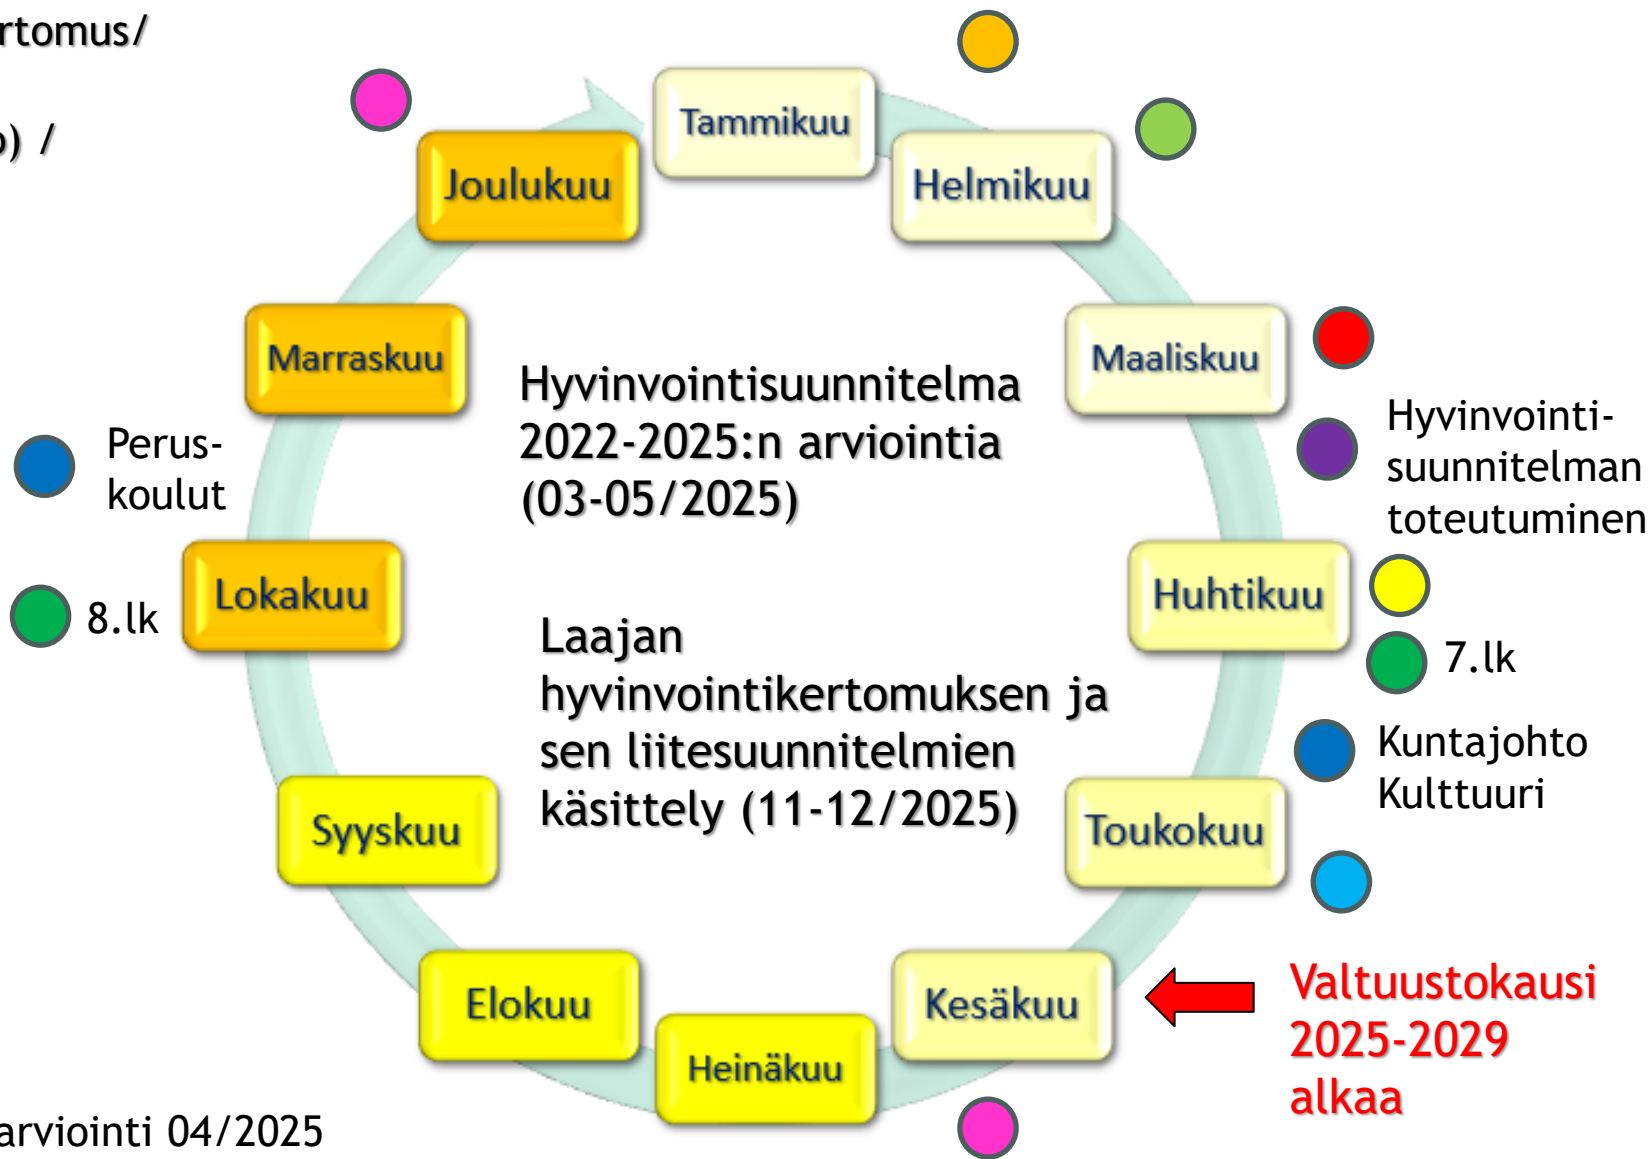 rtomus/
) /
Tammikuu
Helmikuu
Maaliskuu
Hyvinvointi-
suunnitelman
toteutuminen
Huhtikuu
7.lk
Kuntajohto
Kulttuuri
Toukokuu
Kesäkuu
Valtuustokausi
2025-2029
alkaa
Heinäkuu
Elokuu
Syyskuu
Lokakuu
8.lk
Perus-
koulut
Marraskuu
Joulukuu
Hyvinvointisuunnitelma
2022-2025:n arviointia
(03-05/2025)
Laajan
hyvinvointikertomuksen ja
sen liitesuunnitelmien
käsittely (11-12/2025)
arviointi 04/2025